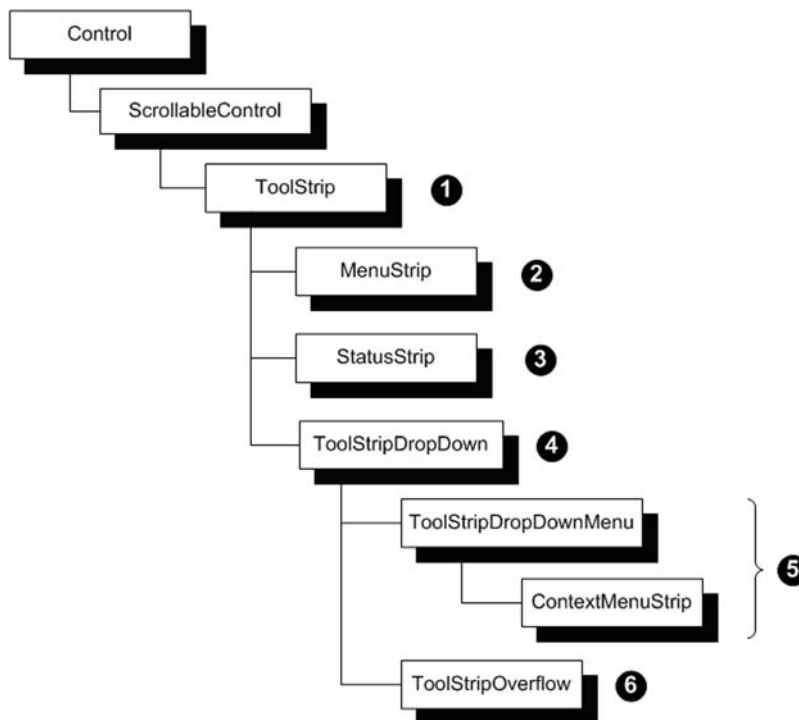 Control
ScrollableControl
ToolStrip
1
MenuStrip
2
StatusStrip
3
ToolStripDropDown
4
ToolStripDropDownMenu
5
ContextMenuStrip
ToolStripOverflow
6